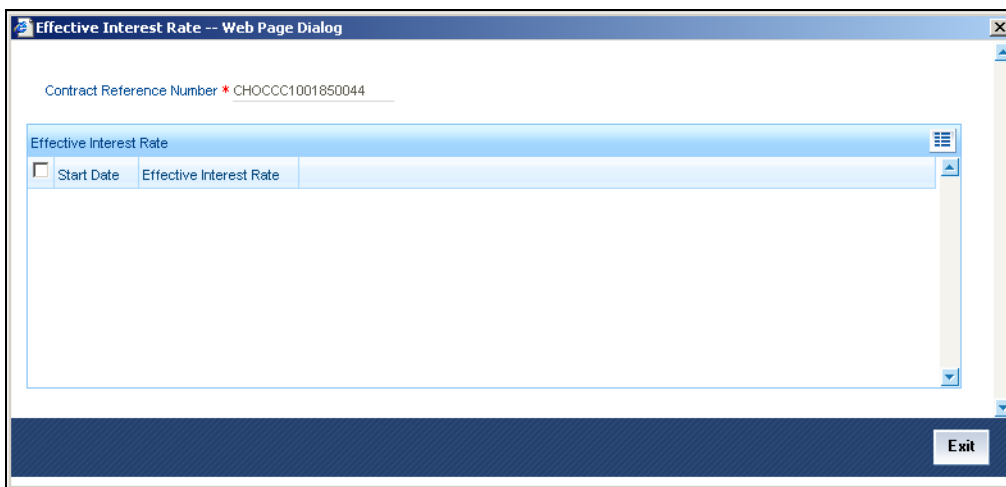 Effective Interest Rate -- Web Page Dialog
Contract Reference Number * CHOCCC1001850044
Effective Interest Rate
Start Date Effective Interest Rate
Exit